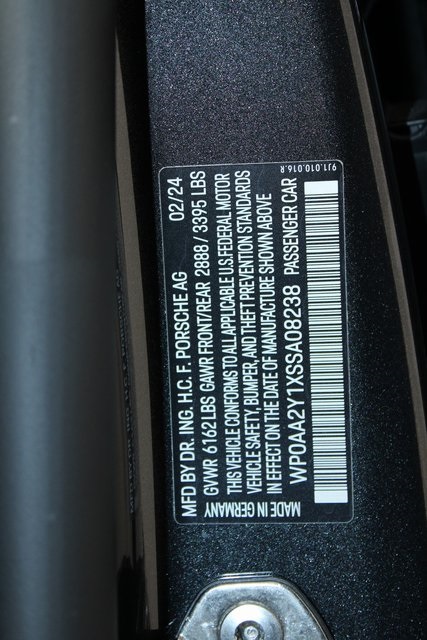 MFD BY DR. ING. H.C. F. PORSCHE AG 02/24
GVWR 6162 LBS GAWR FRONT/REAR 2888/3395 LBS
THIS VEHICLE CONFORMS TO ALL APPLICABLE U.S.FEDERAL MOTOR
VEHICLE SAFETY, BUMPER, AND THEFT PREVENTION STANDARDS
IN EFFECT ON THE DATE OF MANUFACTURE SHOWN ABOVE
WP0AA2Y1XSSA08238 PASSENGER CAR
MADE IN GERMANY
9J1.010.016.R